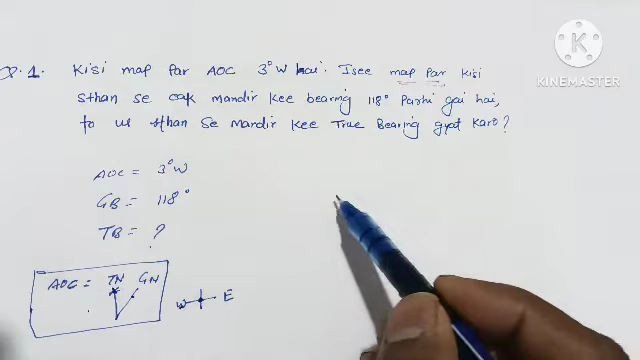 Q.1. Kisi map Par AOC 3°W hai. Isee map Par Kisi
Sthan se eak mandir Kee bearing 118° Parhi gai hai,
to us sthan Se Mandir Kee True Bearing gyat Karo?
AOC = 3°W
GB = 118°
TB = ?
AOC = TN GN
W E
K
KINEMASTER